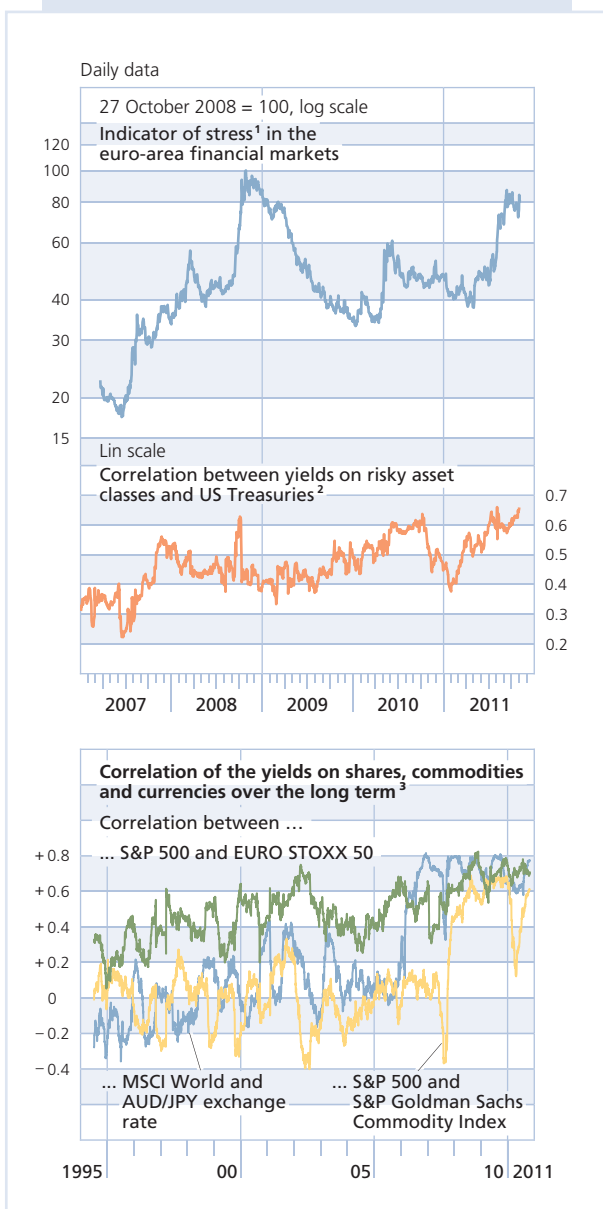 Daily data
27 October 2008 = 100, log scale
Indicator of stress¹ in the
euro-area financial markets
120
100
80
60
40
30
20
15
Lin scale
Correlation between yields on risky asset
classes and US Treasuries²
0.7
0.6
0.5
0.4
0.3
0.2
2007 2008 2009 2010 2011
Correlation of the yields on shares, commodities
and currencies over the long term³
Correlation between …
... S&P 500 and EURO STOXX 50
+ 0.8
+ 0.6
+ 0.4
+ 0.2
0
– 0.2
– 0.4
... MSCI World and
AUD/JPY exchange
rate
... S&P 500 and
S&P Goldman Sachs
Commodity Index
1995 00 05 10 2011